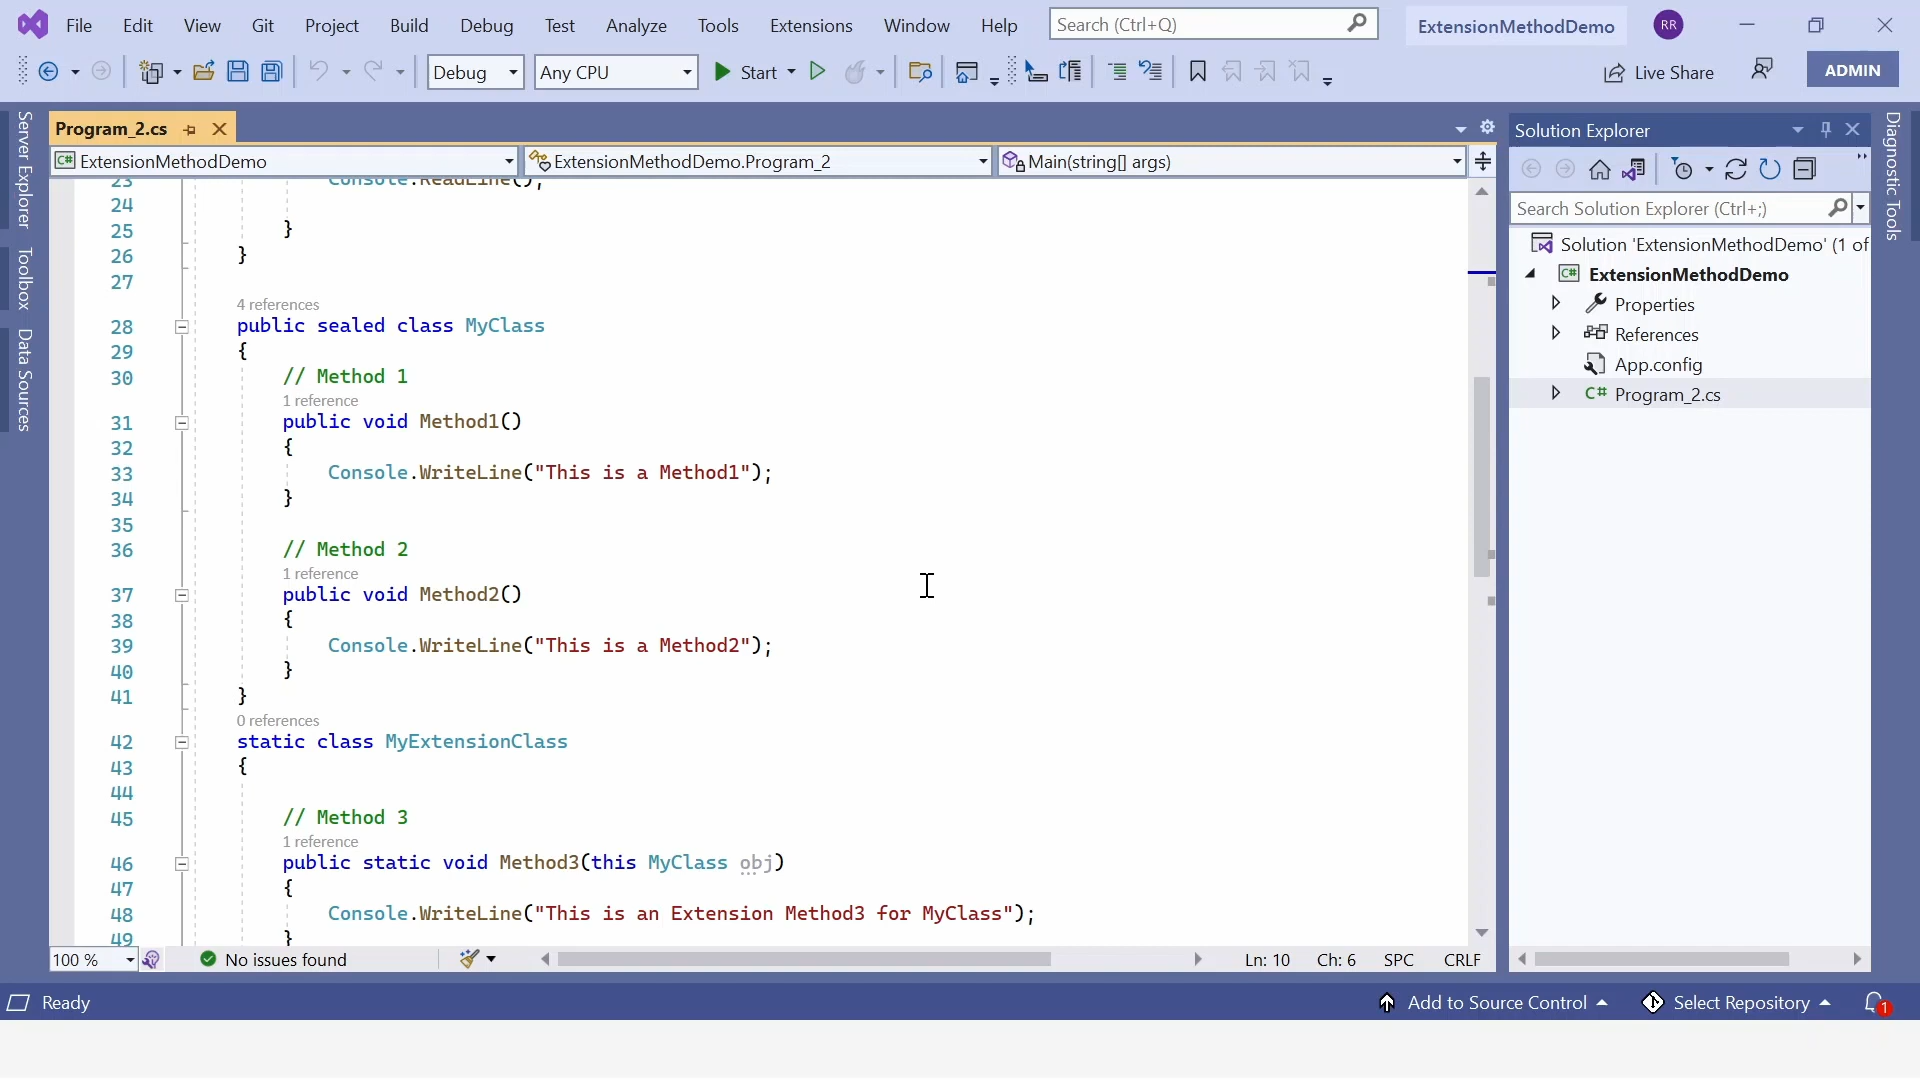 File Edit View Git Project Build Debug Test Analyze Tools Extensions Window Help Search (Ctrl+Q) ExtensionMethodDemo RR
Debug Any CPU Start Live Share ADMIN
Server Explorer
Toolbox
Data Sources
Program_2.cs
ExtensionMethodDemo ExtensionMethodDemo.Program_2 Main(string[] args)
23 Console.ReadLine();
24
25 }
26 }
27
4 references
28 public sealed class MyClass
29 {
30 // Method 1
1 reference
31 public void Method1()
32 {
33 Console.WriteLine("This is a Method1");
34 }
35
36 // Method 2
1 reference
37 public void Method2()
38 {
39 Console.WriteLine("This is a Method2");
40 }
41 }
0 references
42 static class MyExtensionClass
43 {
44
45 // Method 3
1 reference
46 public static void Method3(this MyClass obj)
47 {
48 Console.WriteLine("This is an Extension Method3 for MyClass");
49 }
100 % No issues found Ln: 10 Ch: 6 SPC CRLF
Solution Explorer
Search Solution Explorer (Ctrl+;)
Solution 'ExtensionMethodDemo' (1 of
C# ExtensionMethodDemo
Properties
References
App.config
C# Program_2.cs
Diagnostic Tools
Ready Add to Source Control Select Repository 1